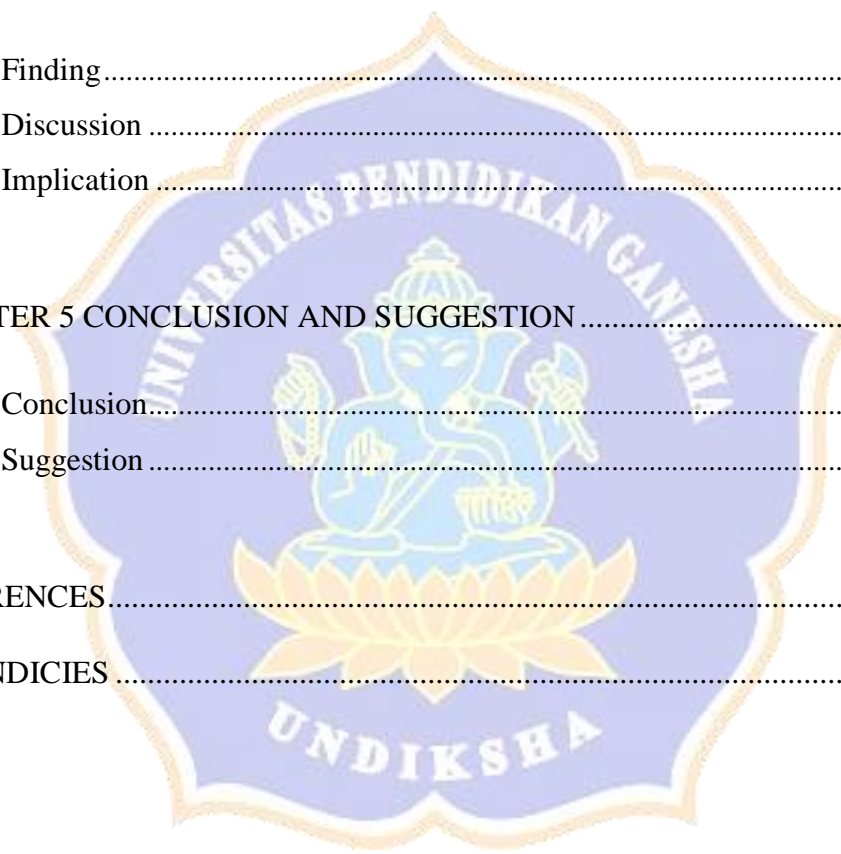 Finding..........................................................................................
Discussion ....................................................................................
Implication ...................................................................................
UNIVERSITAS PENDIDIKAN GANESHA
TER 5 CONCLUSION AND SUGGESTION ................................
Conclusion....................................................................................
Suggestion ....................................................................................
RENCES.........................................................................................
NDICIES ........................................................................................
UNDIKSHA